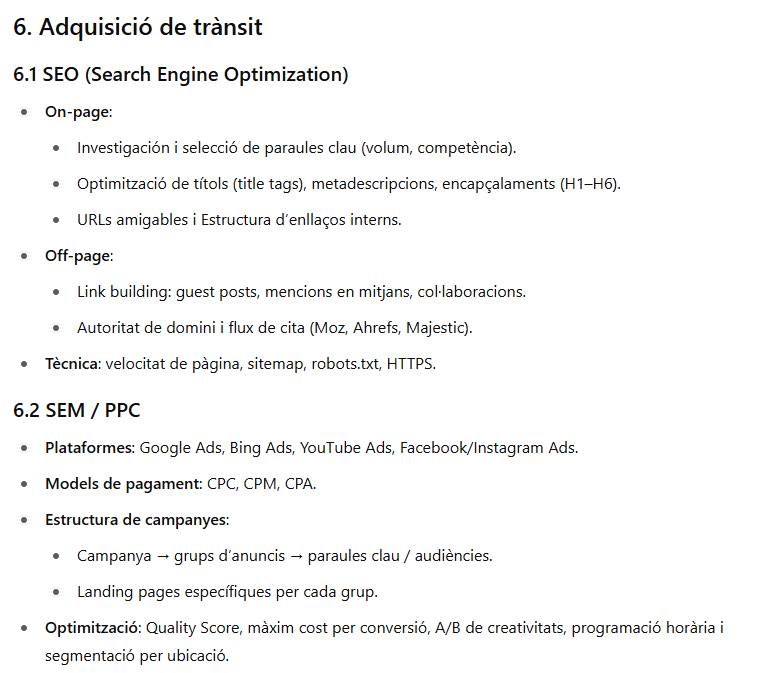 6. Adquisició de trànsit
6.1 SEO (Search Engine Optimization)
On-page:
Investigación i selecció de paraules clau (volum, competència).
Optimització de títols (title tags), metadescripcions, encapçalaments (H1–H6).
URLs amigables i Estructura d'enllaços interns.
Off-page:
Link building: guest posts, mencions en mitjans, col·laboracions.
Autoritat de domini i flux de cita (Moz, Ahrefs, Majestic).
Tècnica: velocitat de pàgina, sitemap, robots.txt, HTTPS.
6.2 SEM / PPC
Plataformes: Google Ads, Bing Ads, YouTube Ads, Facebook/Instagram Ads.
Models de pagament: CPC, CPM, CPA.
Estructura de campanyes:
Campanya → grups d'anuncis → paraules clau / audiències.
Landing pages específiques per cada grup.
Optimització: Quality Score, màxim cost per conversió, A/B de creativitats, programació horària i
segmentació per ubicació.